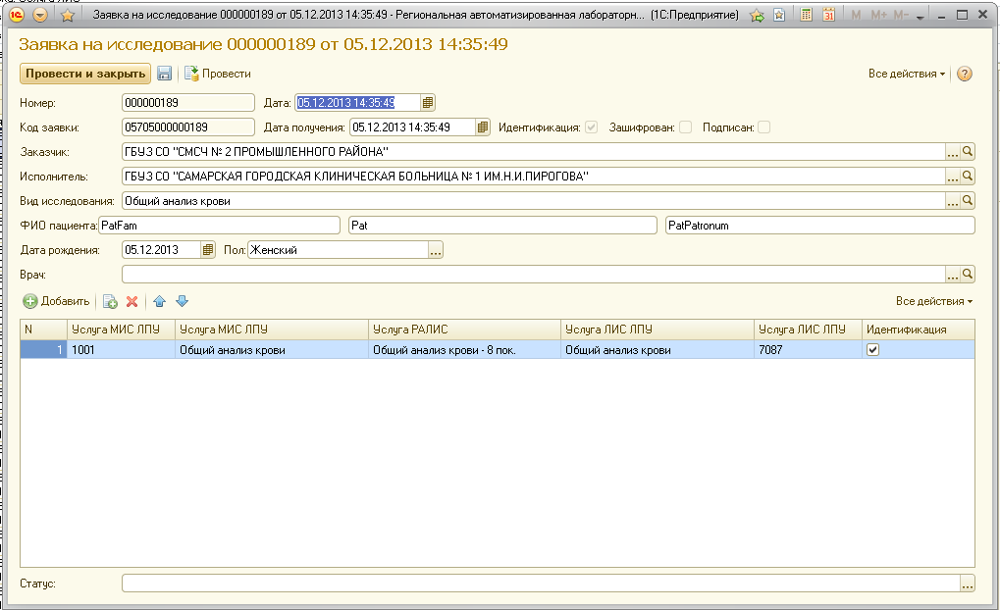 Заявка на исследование 000000189 от 05.12.2013 14:35:49 - Региональная автоматизированная лабораторн... [1С:Предприятие] M M+ M-
Заявка на исследование 000000189 от 05.12.2013 14:35:49
Провести и закрыть Провести Все действия
Номер: 000000189 Дата: 05.12.2013 14:35:49
Код заявки: 05705000000189 Дата получения: 05.12.2013 14:35:49 Идентификация: Зашифрован: Подписан:
Заказчик: ГБУЗ СО "СМСЧ № 2 ПРОМЫШЛЕННОГО РАЙОНА"
Исполнитель: ГБУЗ СО "САМАРСКАЯ ГОРОДСКАЯ КЛИНИЧЕСКАЯ БОЛЬНИЦА № 1 ИМ.Н.И.ПИРОГОВА"
Вид исследования: Общий анализ крови
ФИО пациента: PatFam Pat PatPatronum
Дата рождения: 05.12.2013 Пол: Женский
Врач:
Добавить Все действия
N Услуга МИС ЛПУ Услуга МИС ЛПУ Услуга РАЛИС Услуга ЛИС ЛПУ Услуга ЛИС ЛПУ Идентификация
1 1001 Общий анализ крови Общий анализ крови - 8 пок. Общий анализ крови 7087
Статус: